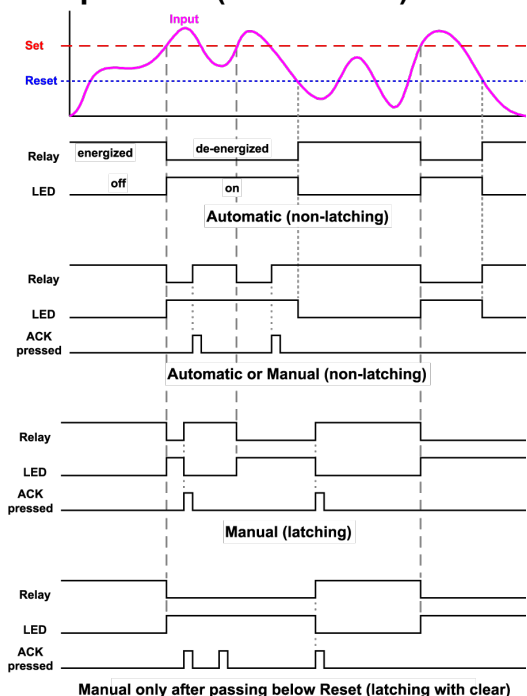 Input
Set
Reset
energized
de-energized
Relay
off
on
LED
Automatic (non-latching)
Relay
LED
ACK
pressed
Automatic or Manual (non-latching)
Relay
LED
ACK
pressed
Manual (latching)
Relay
LED
ACK
pressed
Manual only after passing below Reset (latching with clear)